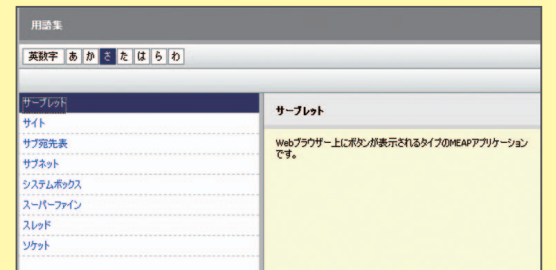 用語集
英数字 あ か さ た は ら わ
サーブレット
サイト
サブ宛先表
サブネット
システムボックス
スーパーファイン
スレッド
ソケット
サーブレット
Webブラウザー上にボタンが表示されるタイプのMEAPアプリケーション
です。